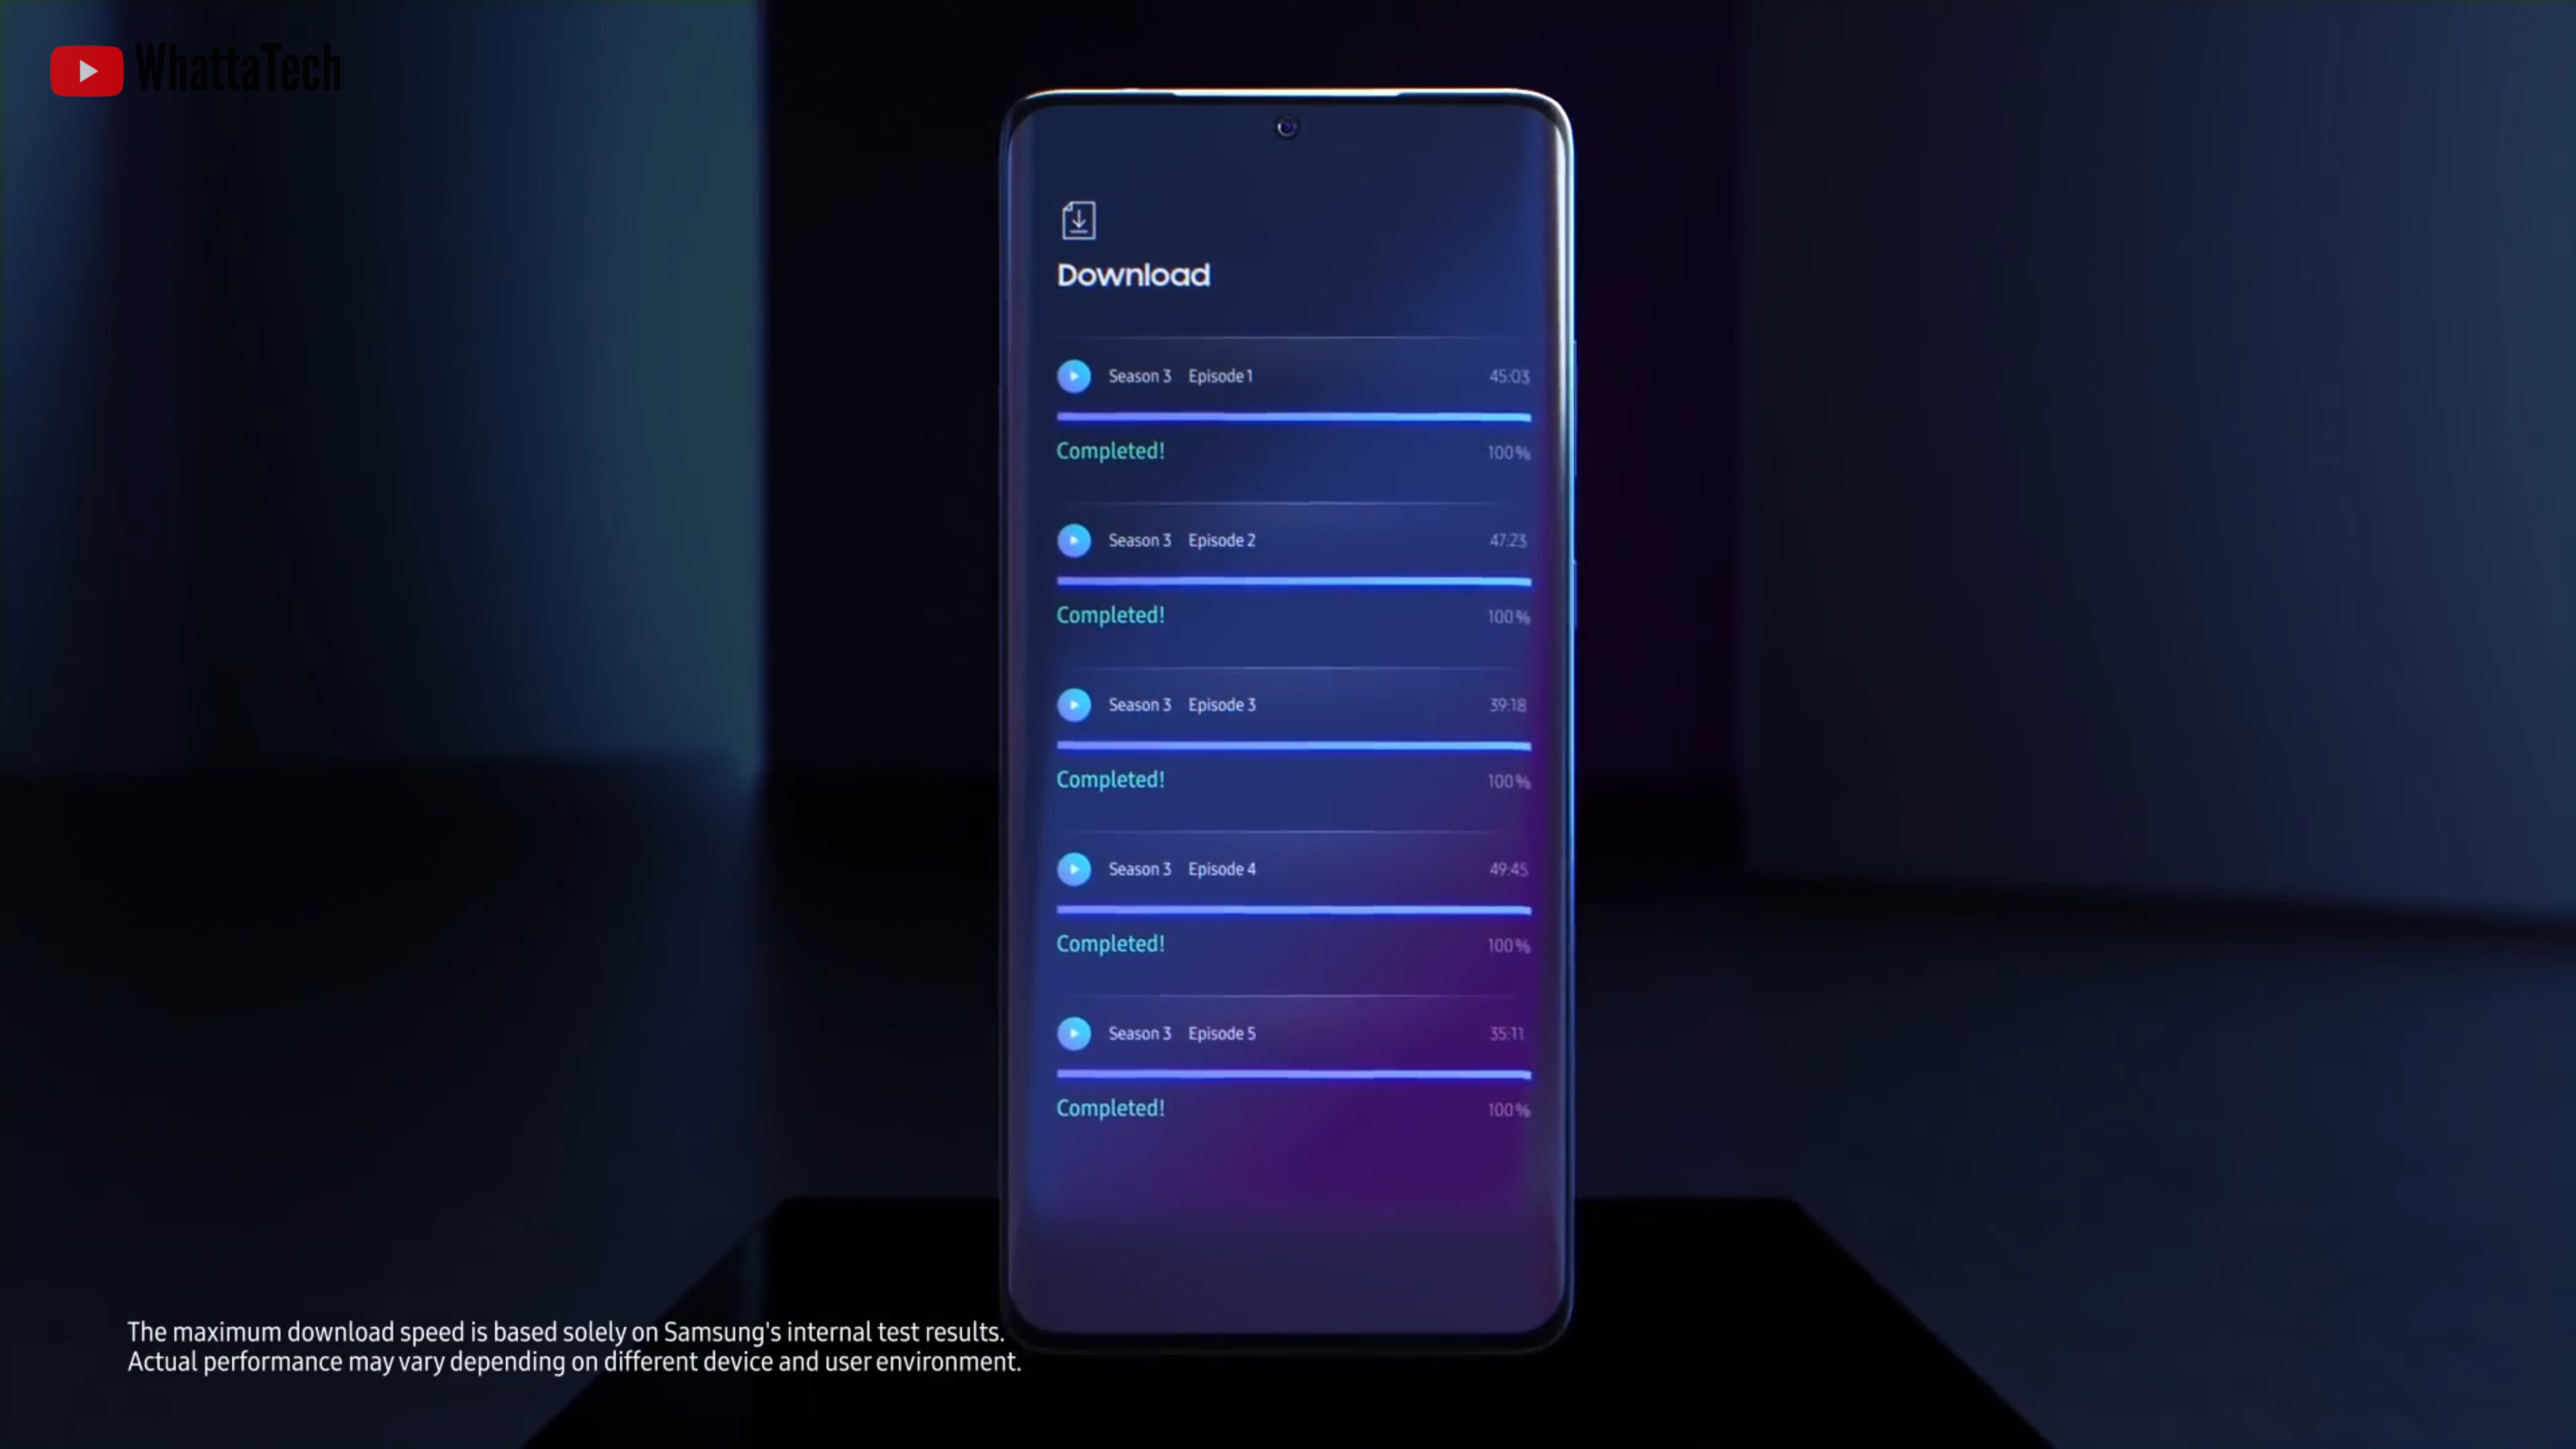 WhattaTech
Download
Season 3 Episode 1 45:03
Completed! 100%
Season 3 Episode 2 47:23
Completed! 100%
Season 3 Episode 3 39:18
Completed! 100%
Season 3 Episode 4 49:45
Completed! 100%
Season 3 Episode 5 35:11
Completed! 100%
The maximum download speed is based solely on Samsung's internal test results.
Actual performance may vary depending on different device and user environment.